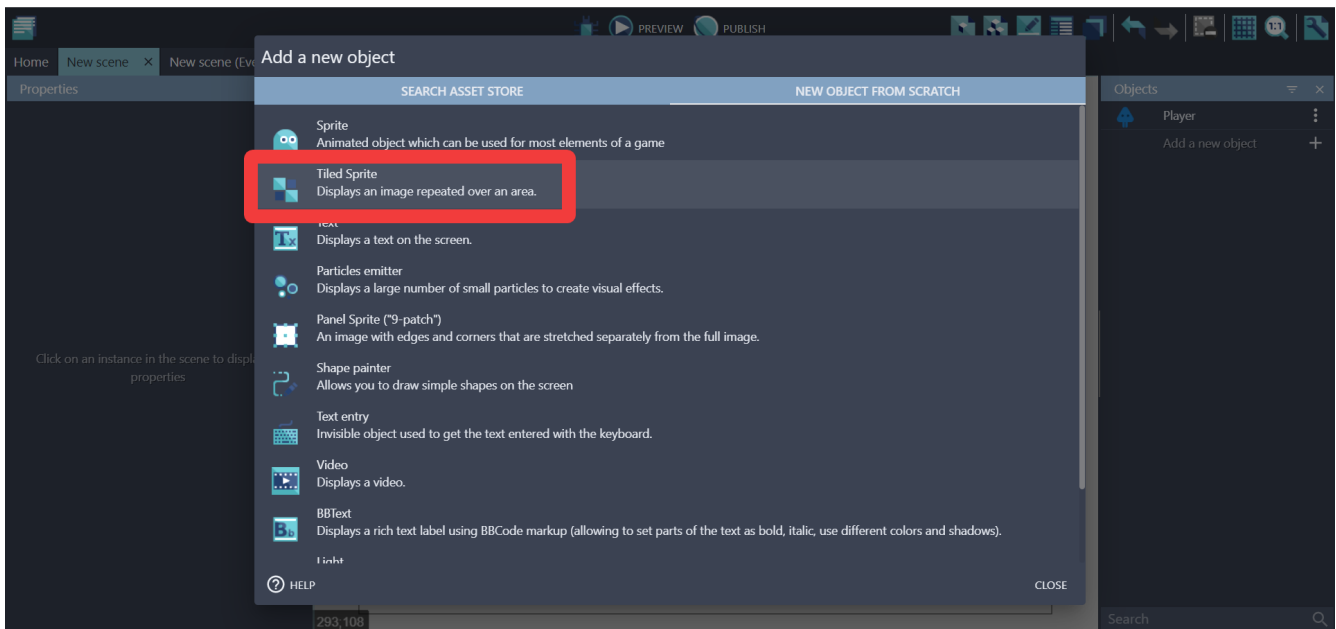 PREVIEW
PUBLISH
1:1
Home
New scene ×
New scene (Eve
Add a new object
Properties
SEARCH ASSET STORE
NEW OBJECT FROM SCRATCH
Objects
Sprite
Animated object which can be used for most elements of a game
Player
Add a new object
Tiled Sprite
Displays an image repeated over an area.
Text
Displays a text on the screen.
Particles emitter
Displays a large number of small particles to create visual effects.
Panel Sprite ("9-patch")
An image with edges and corners that are stretched separately from the full image.
Click on an instance in the scene to displ
properties
Shape painter
Allows you to draw simple shapes on the screen
Text entry
Invisible object used to get the text entered with the keyboard.
Video
Displays a video.
BBText
Displays a rich text label using BBCode markup (allowing to set parts of the text as bold, italic, use different colors and shadows).
Light
? HELP
CLOSE
293;108
Search